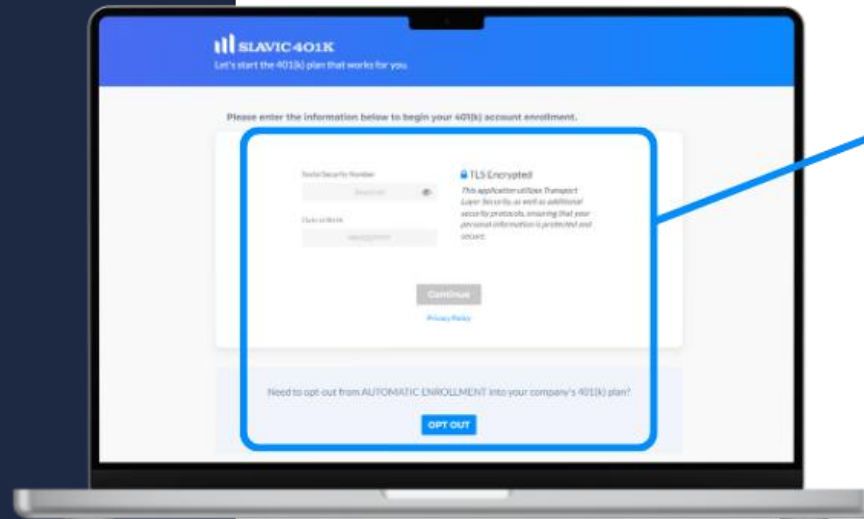 SLAVIC401K
Let's start the 401(k) plan that works for you.
Please enter the information below to begin your 401(k) account enrollment.
Social Security Number
TLS Encrypted
This application utilizes Transport
Layer Security, as well as additional
security protocols, ensuring that your
personal information is protected and
secure.
Date of Birth
Continue
Privacy Policy
Need to opt-out from AUTOMATIC ENROLLMENT into your company's 401(k) plan?
OPT OUT